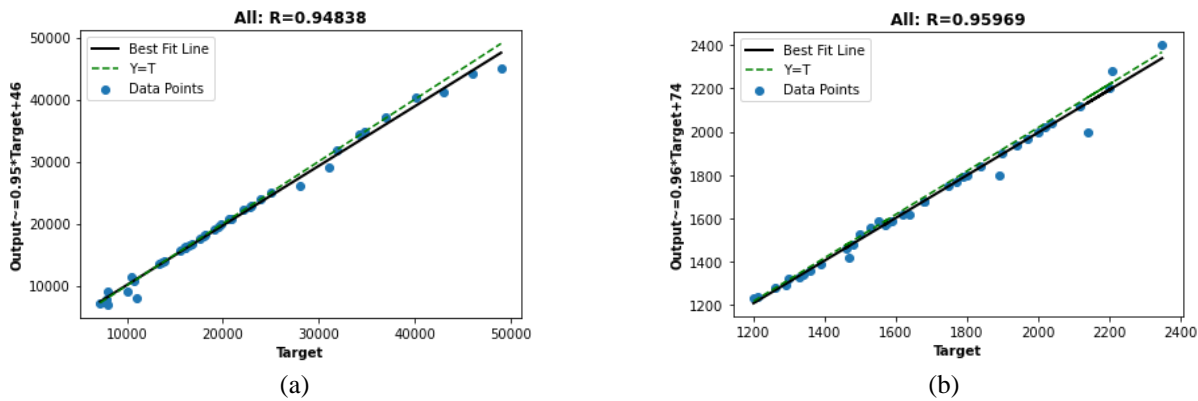 All: R=0.94838
50000
40000
30000
20000
10000
Output~=0.95*Target+46
Best Fit Line
Y=T
Data Points
10000 20000 30000 40000 50000
Target
(a)
All: R=0.95969
2400
2200
2000
1800
1600
1400
1200
Output~=0.96*Target+74
Best Fit Line
Y=T
Data Points
1200 1400 1600 1800 2000 2200 2400
Target
(b)